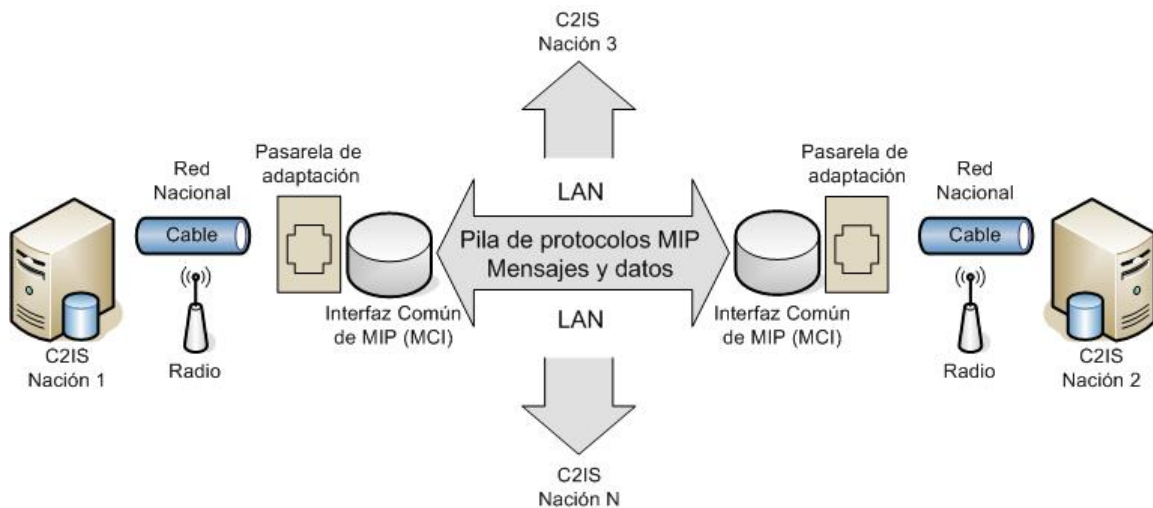 C2IS
Nación 3
Pasarela de
adaptación
Red
Nacional
Cable
Radio
C2IS
Nación 1
Interfaz Común
de MIP (MCI)
LAN
Pila de protocolos MIP
Mensajes y datos
LAN
Pasarela de
adaptación
Red
Nacional
Cable
Interfaz Común
de MIP (MCI)
Radio
C2IS
Nación 2
C2IS
Nación N